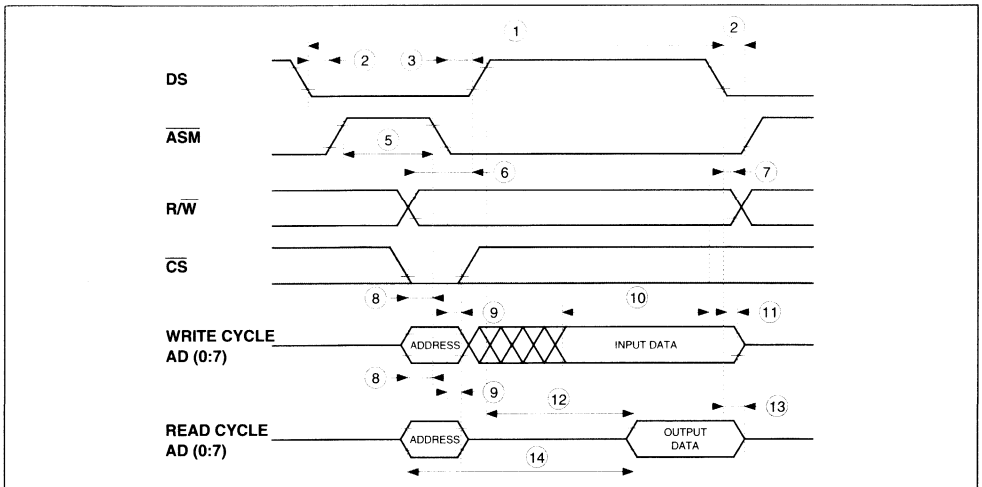 1
2
2
3
DS
ASM
5
6
7
R/W
CS
8
10
9
11
WRITE CYCLE
AD (0:7)
ADDRESS
INPUT DATA
8
9
12
13
READ CYCLE
AD (0:7)
ADDRESS
OUTPUT
DATA
14